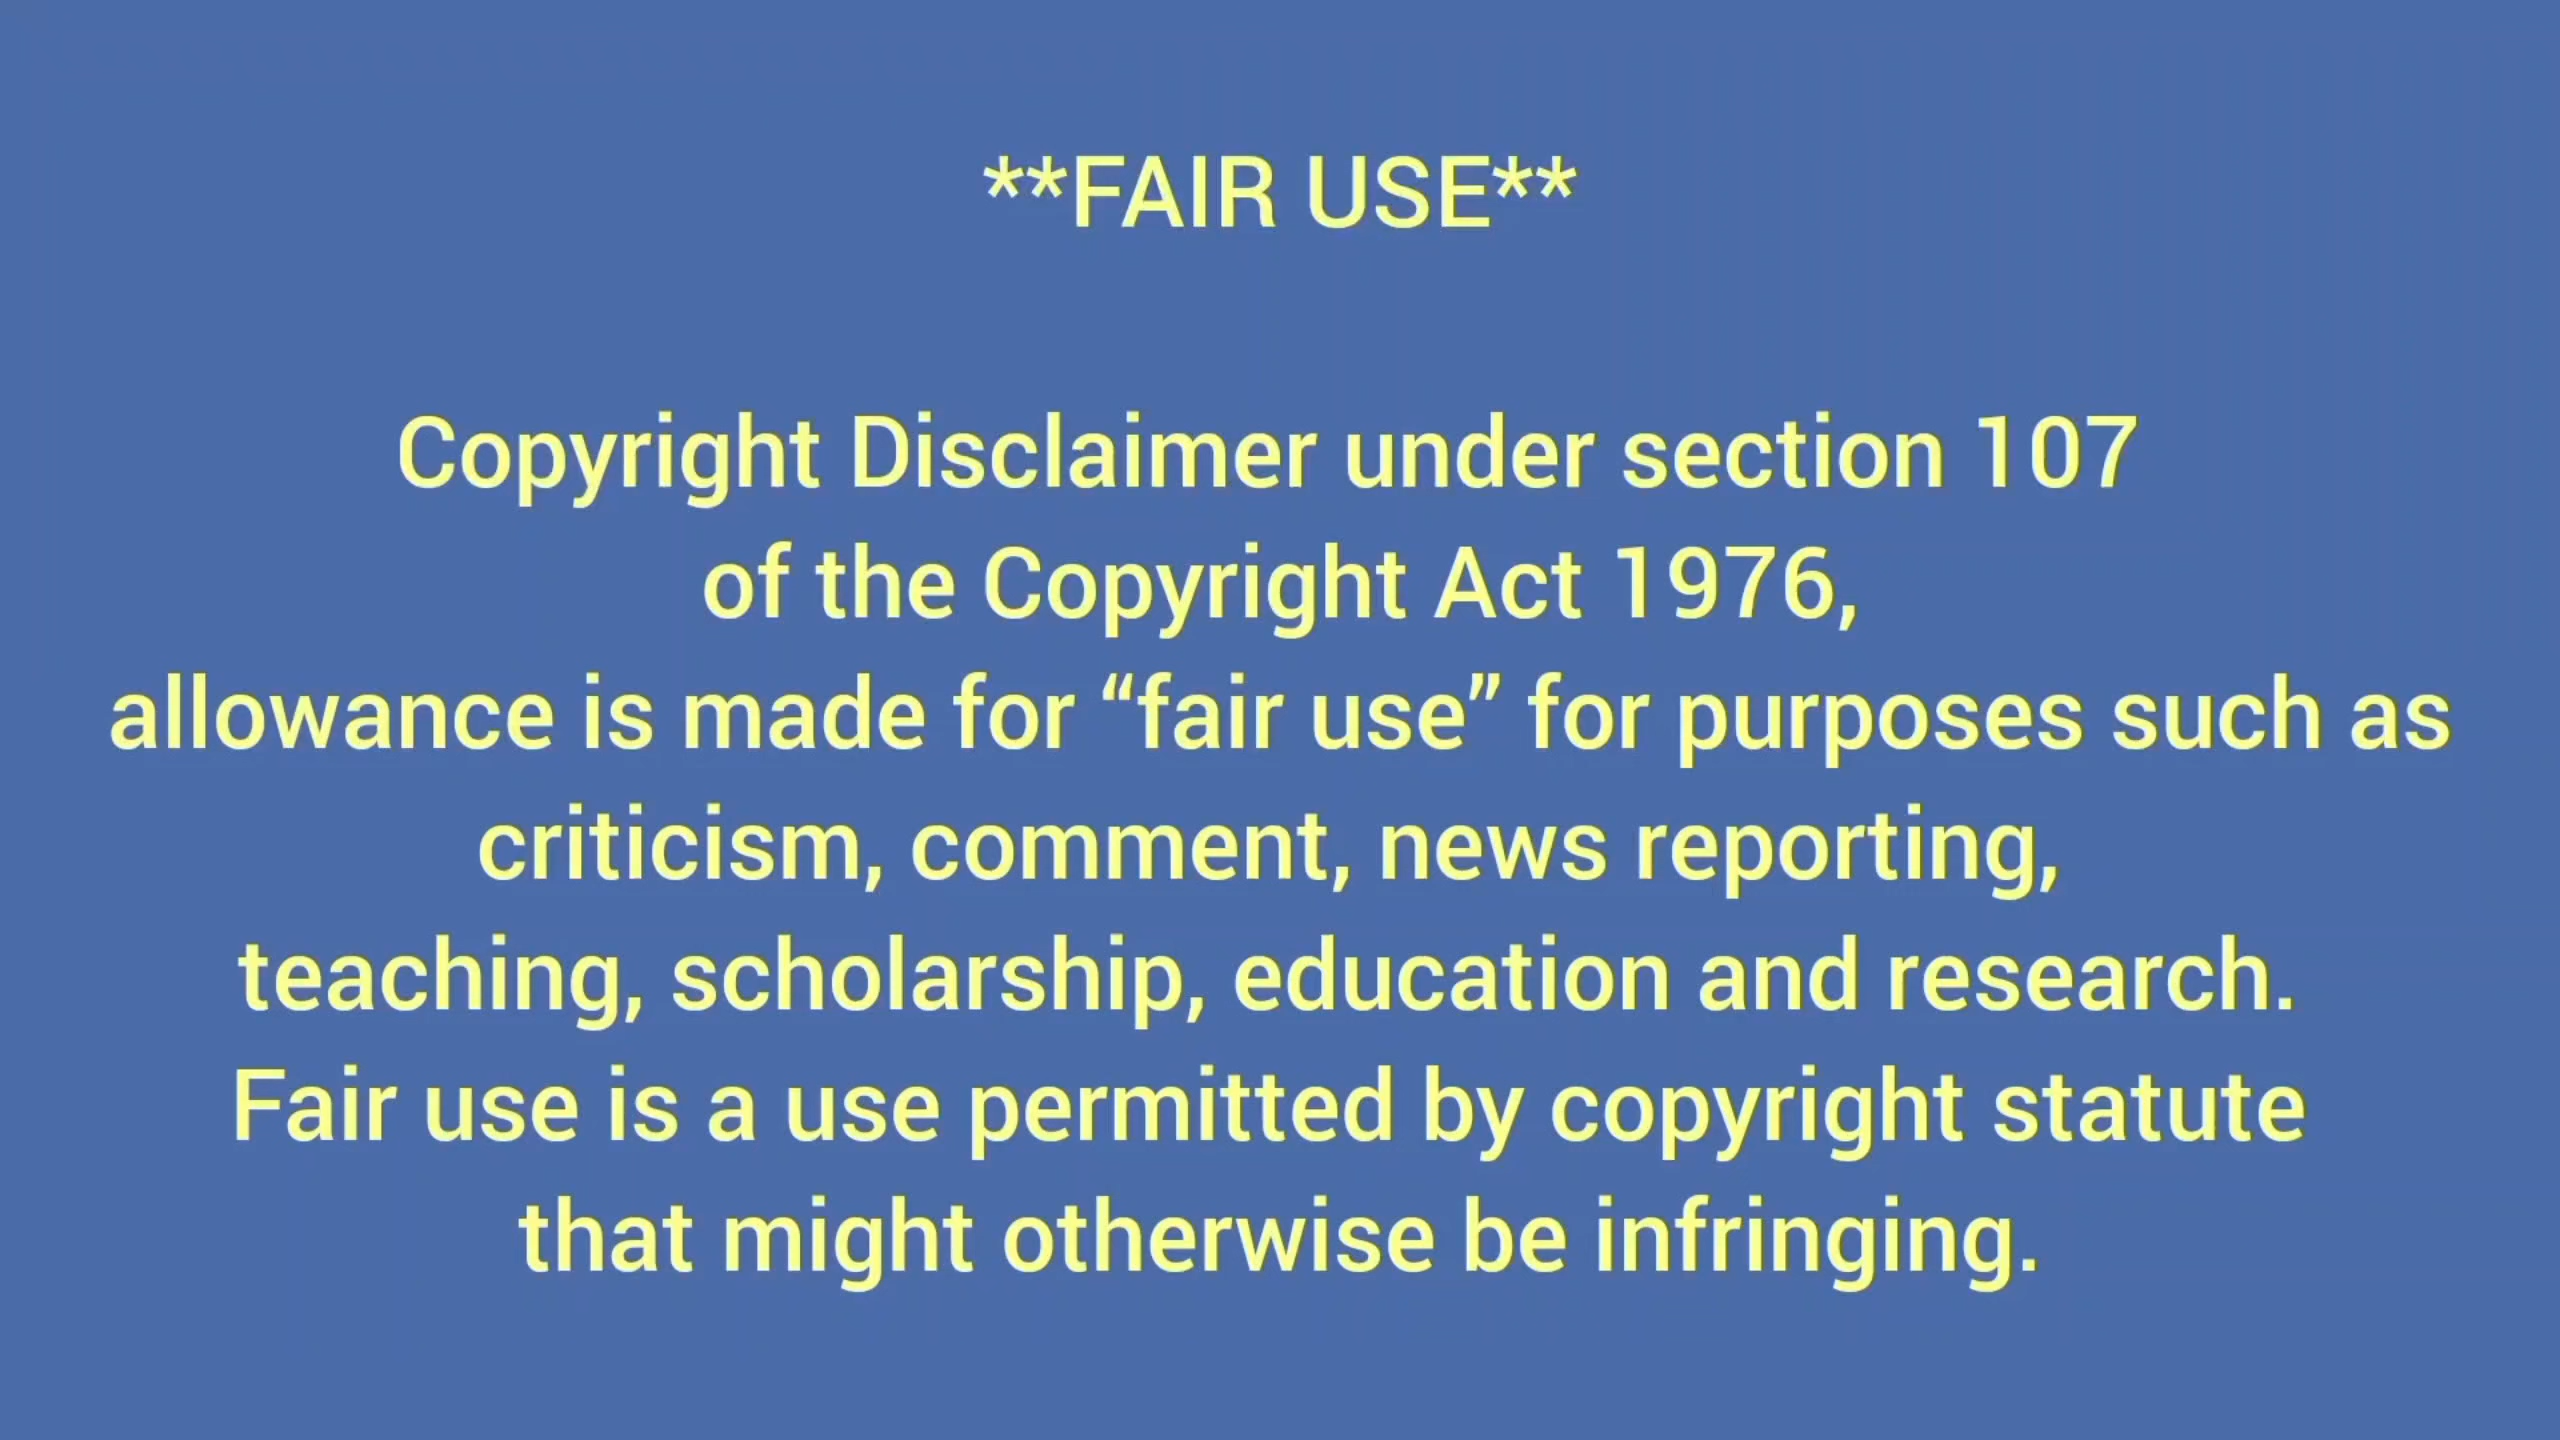 **FAIR USE**
Copyright Disclaimer under section 107
of the Copyright Act 1976,
allowance is made for “fair use” for purposes such as
criticism, comment, news reporting,
teaching, scholarship, education and research.
Fair use is a use permitted by copyright statute
that might otherwise be infringing.